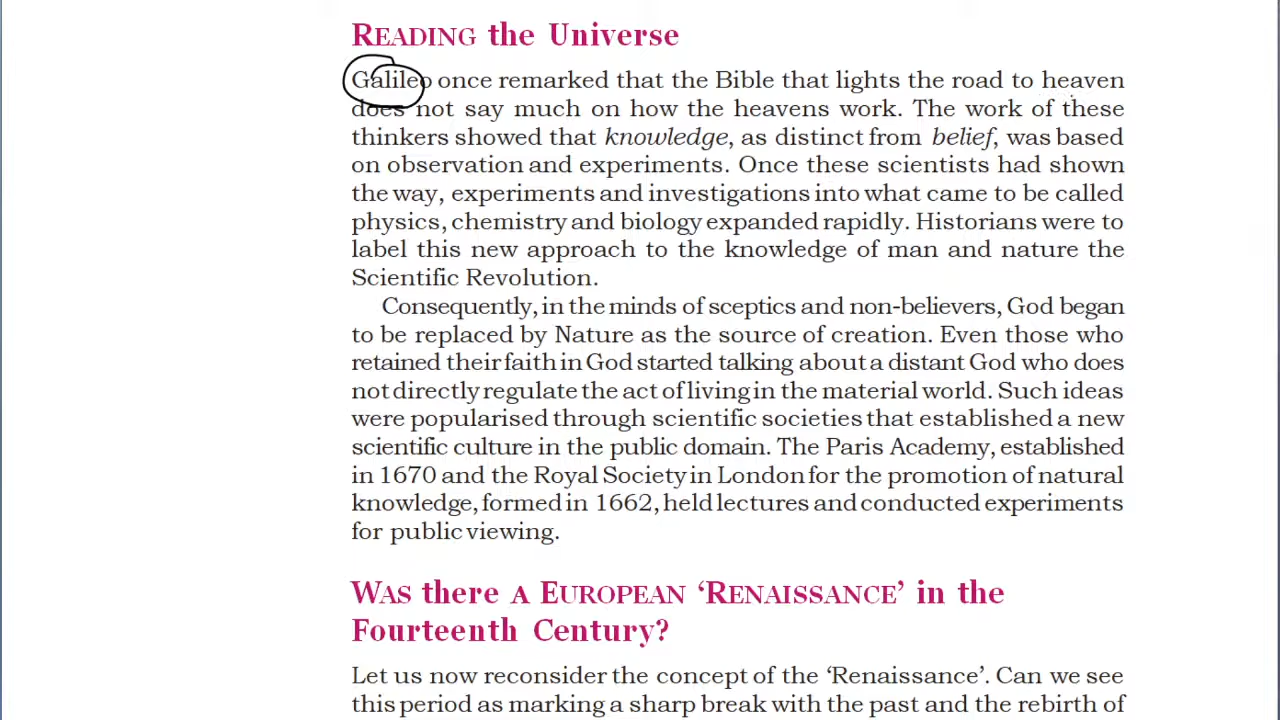 READING the Universe
Galileo once remarked that the Bible that lights the road to heaven
does not say much on how the heavens work. The work of these
thinkers showed that knowledge, as distinct from belief, was based
on observation and experiments. Once these scientists had shown
the way, experiments and investigations into what came to be called
physics, chemistry and biology expanded rapidly. Historians were to
label this new approach to the knowledge of man and nature the
Scientific Revolution.
Consequently, in the minds of sceptics and non-believers, God began
to be replaced by Nature as the source of creation. Even those who
retained their faith in God started talking about a distant God who does
not directly regulate the act of living in the material world. Such ideas
were popularised through scientific societies that established a new
scientific culture in the public domain. The Paris Academy, established
in 1670 and the Royal Society in London for the promotion of natural
knowledge, formed in 1662, held lectures and conducted experiments
for public viewing.
WAS there A EUROPEAN ‘RENAISSANCE’ in the
Fourteenth Century?
Let us now reconsider the concept of the ‘Renaissance’. Can we see
this period as marking a sharp break with the past and the rebirth of